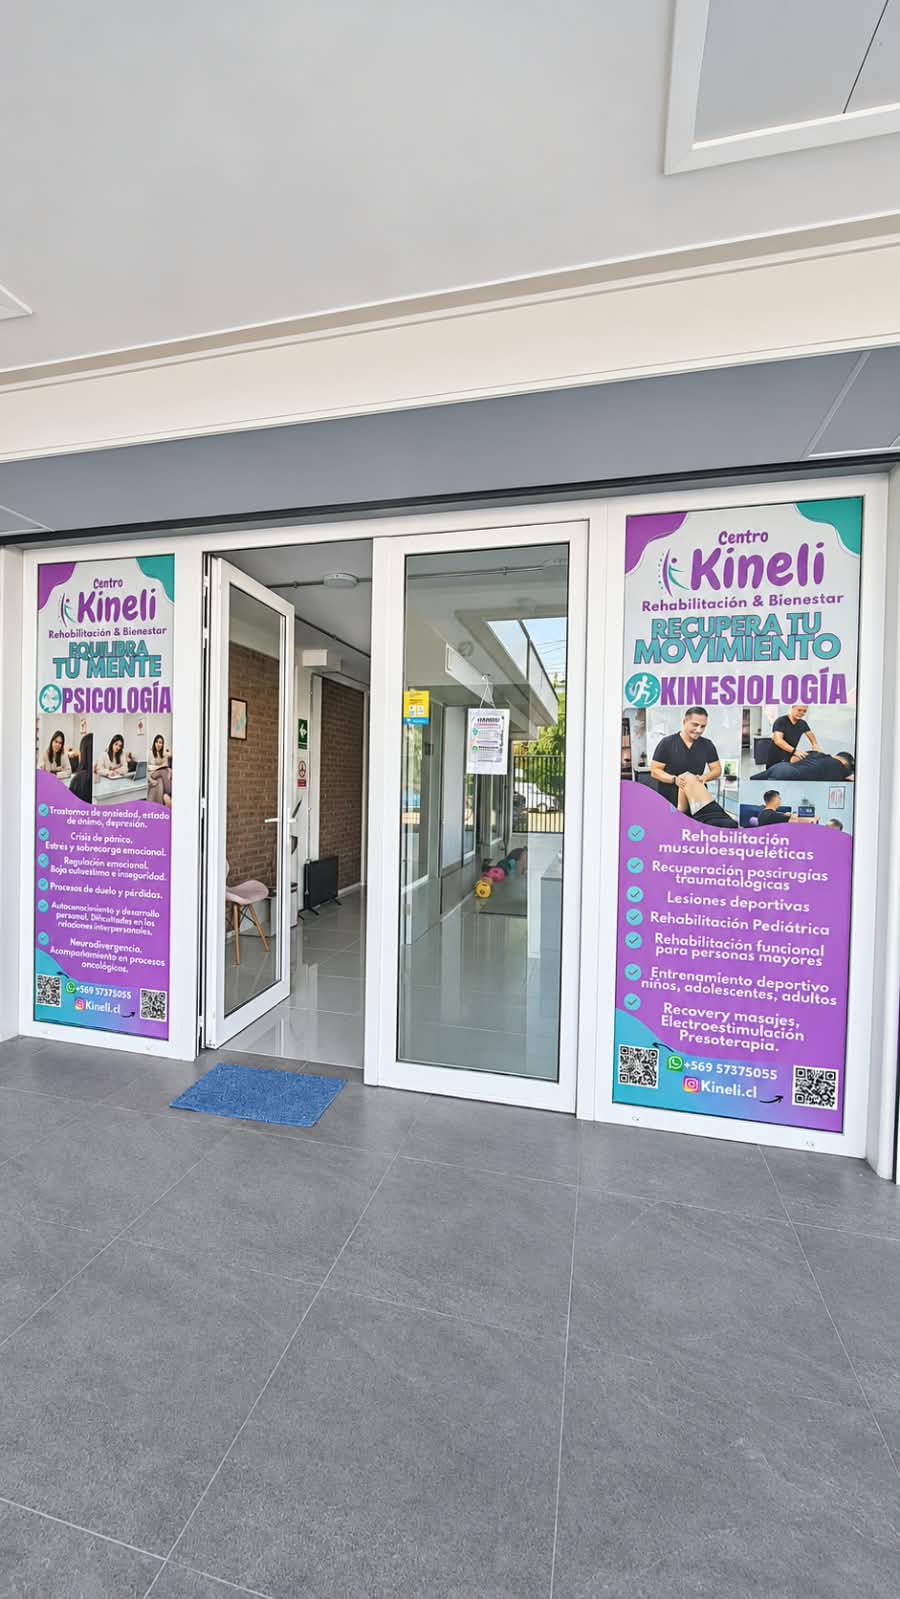 Centro
Kineli
Rehabilitación & Bienestar
EQUILIBRA
TU MENTE
PSICOLOGÍA
Trastornos de ansiedad, estado
de ánimo, depresión.
Crisis de pánico.
Estrés y sobrecarga emocional.
Regulación emocional.
Baja autoestima e inseguridad.
Procesos de duelo y pérdidas.
Autoconocimiento y desarrollo
personal. Dificultades en las
relaciones interpersonales.
Neurodivergencia.
Acompañamiento en procesos
oncológicos.
+569 57375055
Kineli.cl
Centro
Kineli
Rehabilitación & Bienestar
RECUPERA TU
MOVIMIENTO
KINESIOLOGÍA
Rehabilitación
musculoesqueléticas
Recuperación poscirugías
traumatológicas
Lesiones deportivas
Rehabilitación Pediátrica
Rehabilitación funcional
para personas mayores
Entrenamiento deportivo
niños, adolescentes, adultos
Recovery masajes,
Electroestimulación
Presoterapia.
+569 57375055
Kineli.cl